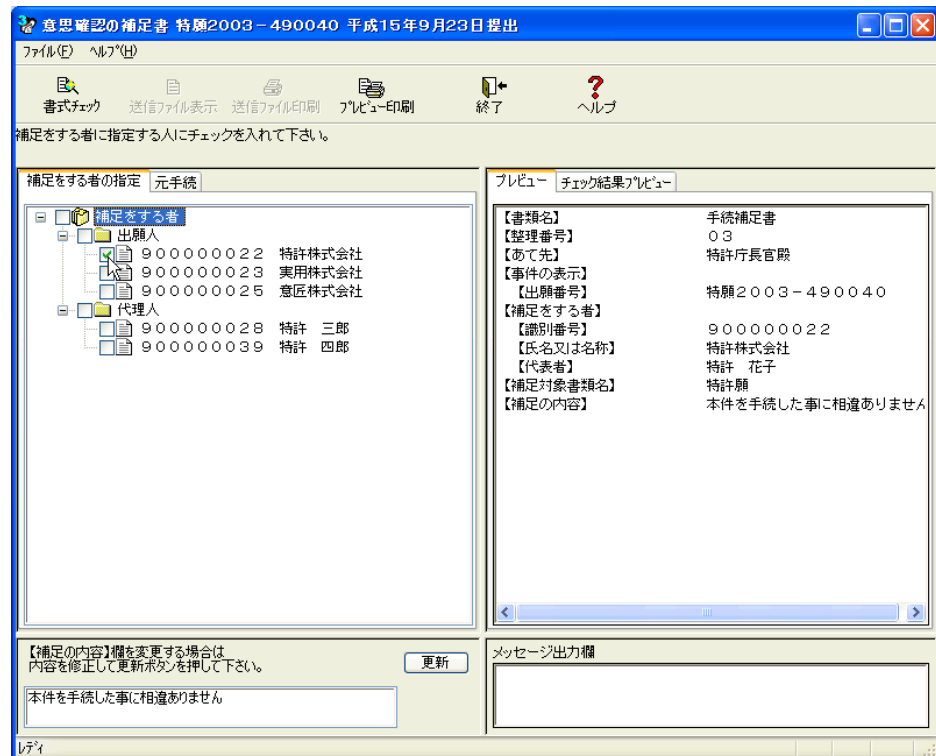 意思確認の補足書 特願2003-490040 平成15年9月23日提出
ファイル(F) ヘルプ(H)
書式チェック 送信ファイル表示 送信ファイル印刷 プレビュー印刷 終了 ヘルプ
補足をする者に指定する人にチェックを入れて下さい。
補足をする者の指定 元手続
補足をする者
出願人
900000022 特許株式会社
900000023 実用株式会社
900000025 意匠株式会社
代理人
900000028 特許 三郎
900000039 特許 四郎
プレビュー チェック結果プレビュー
【書類名】 手続補足書
【整理番号】 03
【あて先】 特許庁長官殿
【事件の表示】
【出願番号】 特願2003-490040
【補足をする者】
【識別番号】 900000022
【氏名又は名称】 特許株式会社
【代表者】 特許 花子
【補足対象書類名】 特許願
【補足の内容】 本件を手続した事に相違ありません
【補足の内容】欄を変更する場合は
内容を修正して更新ボタンを押して下さい。
更新
本件を手続した事に相違ありません
メッセージ出力欄
レディ